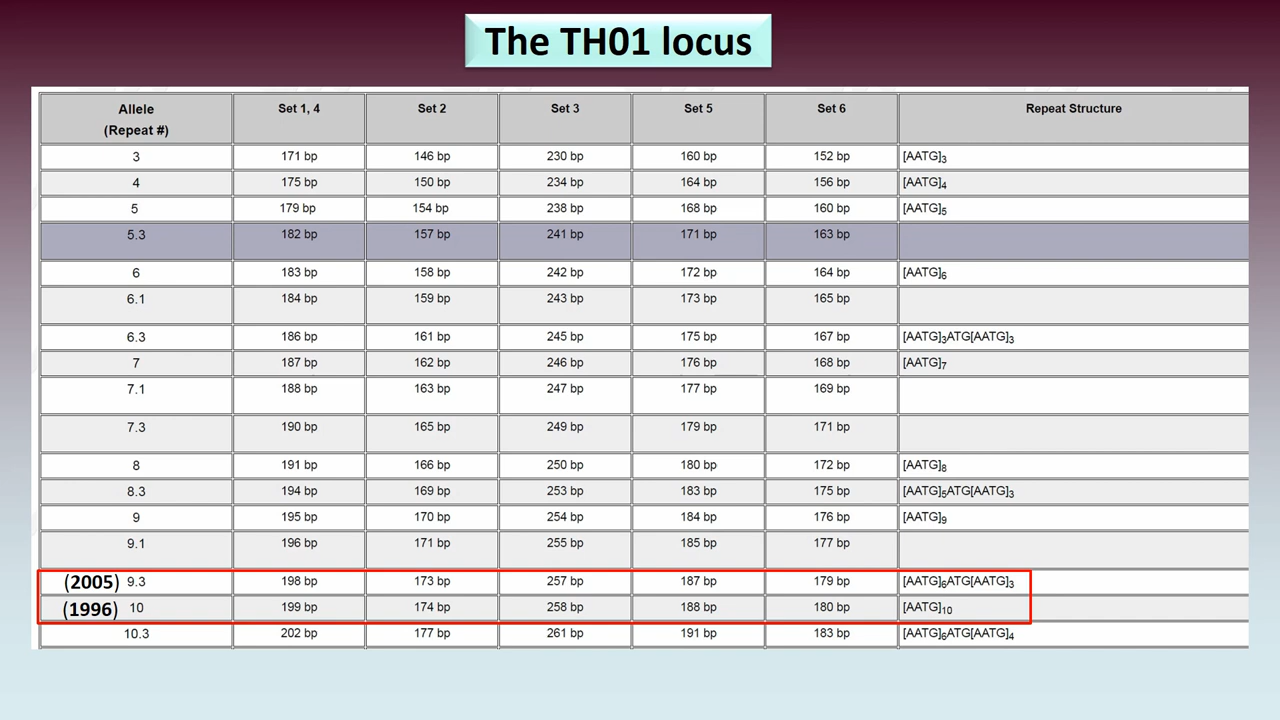 The TH01 locus
Allele (Repeat #) Set 1, 4 Set 2 Set 3 Set 5 Set 6 Repeat Structure
3 171 bp 146 bp 230 bp 160 bp 152 bp [AATG]3
4 175 bp 150 bp 234 bp 164 bp 156 bp [AATG]4
5 179 bp 154 bp 238 bp 168 bp 160 bp [AATG]5
5.3 182 bp 157 bp 241 bp 171 bp 163 bp
6 183 bp 158 bp 242 bp 172 bp 164 bp [AATG]6
6.1 184 bp 159 bp 243 bp 173 bp 165 bp
6.3 186 bp 161 bp 245 bp 175 bp 167 bp [AATG]3ATG[AATG]3
7 187 bp 162 bp 246 bp 176 bp 168 bp [AATG]7
7.1 188 bp 163 bp 247 bp 177 bp 169 bp
7.3 190 bp 165 bp 249 bp 179 bp 171 bp
8 191 bp 166 bp 250 bp 180 bp 172 bp [AATG]8
8.3 194 bp 169 bp 253 bp 183 bp 175 bp [AATG]5ATG[AATG]3
9 195 bp 170 bp 254 bp 184 bp 176 bp [AATG]9
9.1 196 bp 171 bp 255 bp 185 bp 177 bp
(2005) 9.3 198 bp 173 bp 257 bp 187 bp 179 bp [AATG]6ATG[AATG]3
(1996) 10 199 bp 174 bp 258 bp 188 bp 180 bp [AATG]10
10.3 202 bp 177 bp 261 bp 191 bp 183 bp [AATG]6ATG[AATG]4